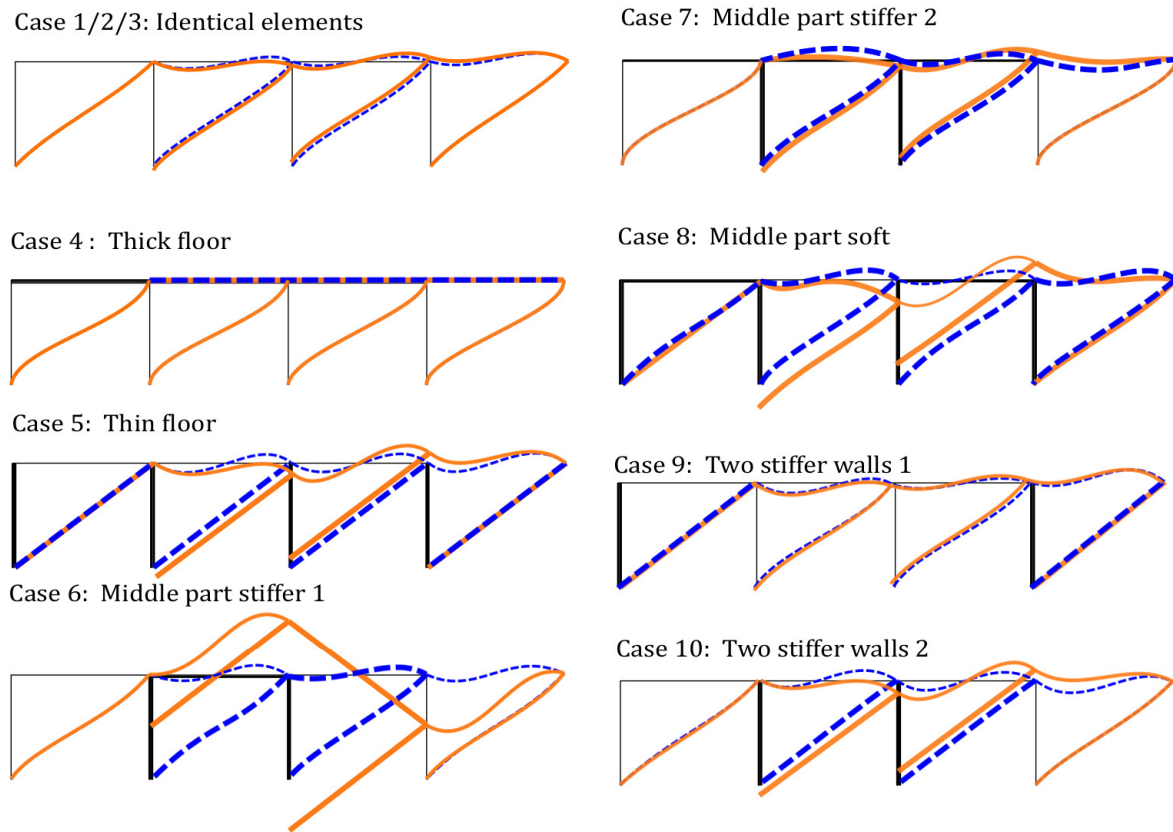 Case 1/2/3: Identical elements
Case 4 : Thick floor
Case 5: Thin floor
Case 6: Middle part stiffer 1
Case 7: Middle part stiffer 2
Case 8: Middle part soft
Case 9: Two stiffer walls 1
Case 10: Two stiffer walls 2